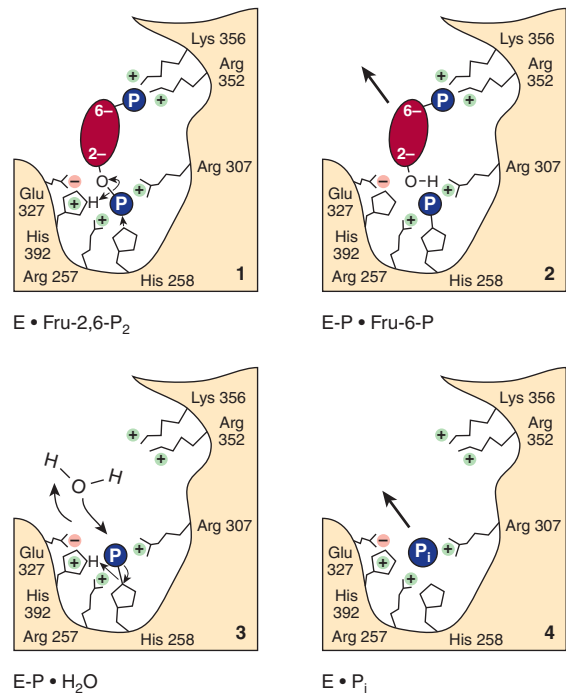 Lys 356
Arg
352
+
P
+
6–
2–
Arg 307
O
–
+
Glu
327
+
H
P
His
392
+
Arg 257
His 258
1
E • Fru-2,6-P₂
Lys 356
Arg
352
+
P
+
6–
2–
Arg 307
O–H
–
+
Glu
327
P
His
392
+
Arg 257
His 258
2
E-P • Fru-6-P
Lys 356
Arg
352
+
+
H
H
O
Arg 307
–
P
+
Glu
327
+
H
His
392
+
Arg 257
His 258
3
E-P • H₂O
Lys 356
Arg
352
+
+
Arg 307
–
Pᵢ
+
Glu
327
+
His
392
+
Arg 257
His 258
4
E • Pᵢ